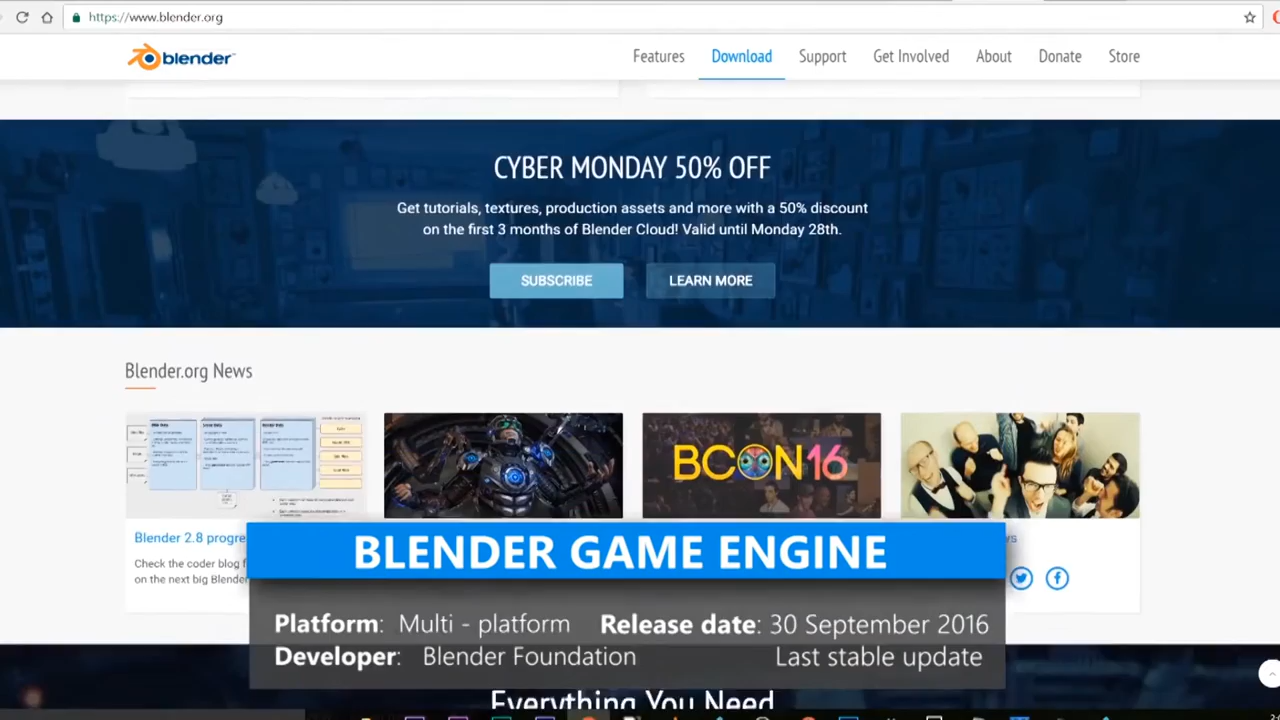 https://www.blender.org
blender
Features Download Support Get Involved About Donate Store
CYBER MONDAY 50% OFF
Get tutorials, textures, production assets and more with a 50% discount
on the first 3 months of Blender Cloud! Valid until Monday 28th.
SUBSCRIBE LEARN MORE
Blender.org News
BCON16
Blender 2.8 progre
Check the coder blog f
on the next big Blender
BLENDER GAME ENGINE
Platform: Multi - platform Release date: 30 September 2016
Developer: Blender Foundation Last stable update
Everything You Need